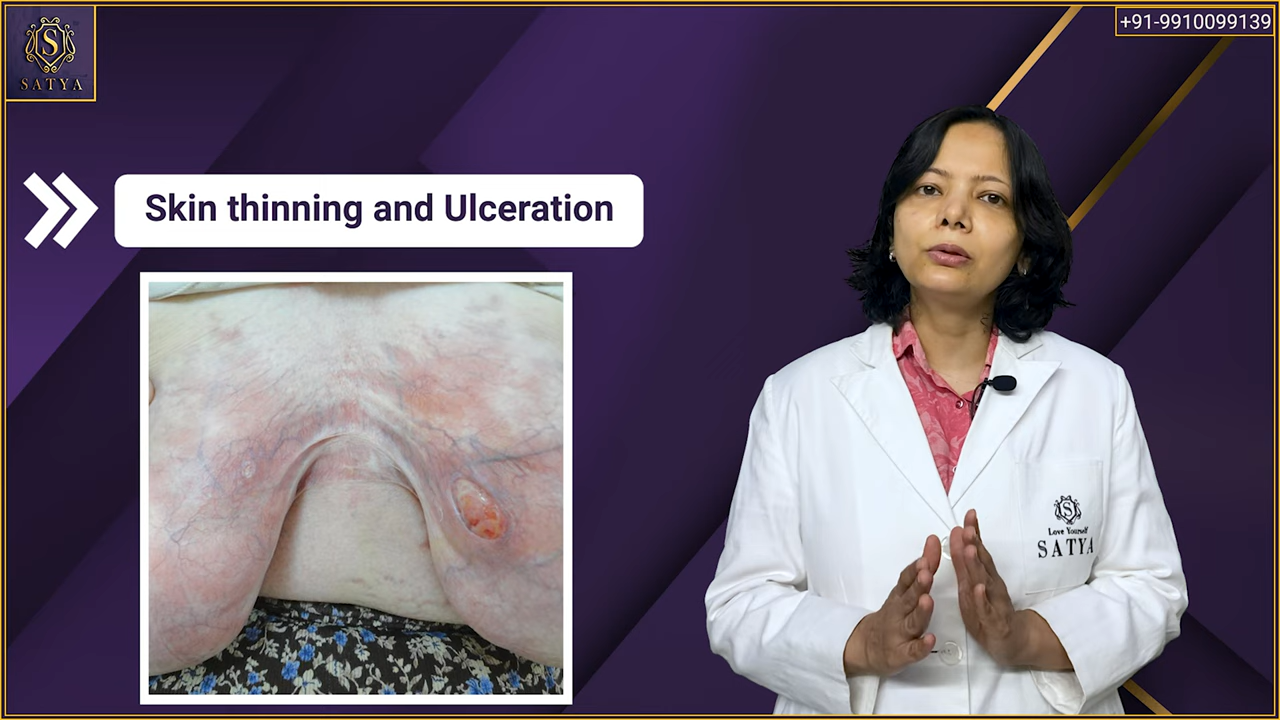 SATYA
+91-9910099139
Skin thinning and Ulceration
Love Yourself
SATYA